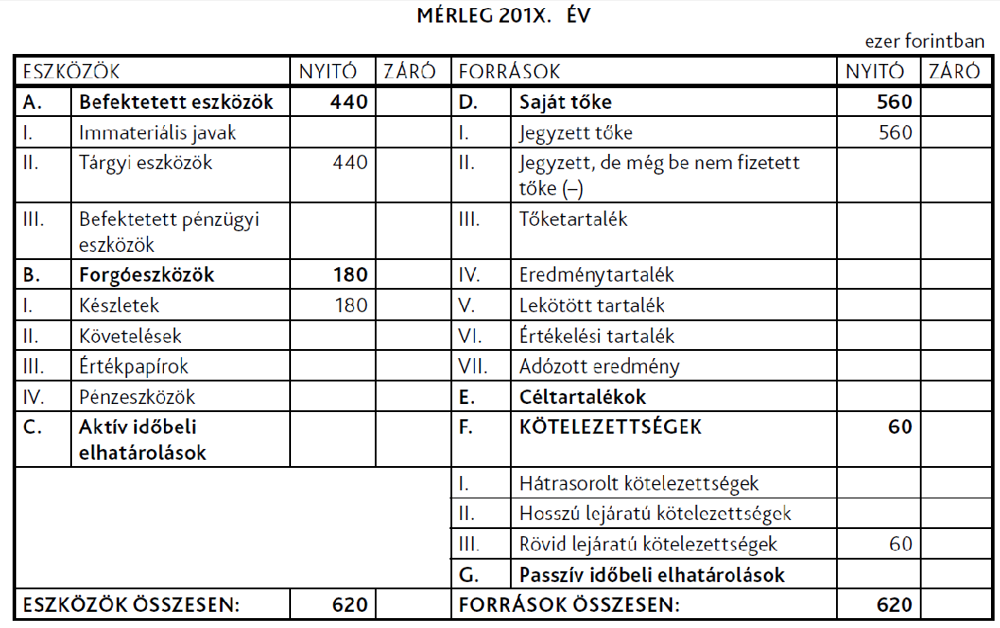 MÉRLEG 201X. ÉV
ezer forintban
ESZKÖZÖK NYITÓ ZÁRÓ FORRÁSOK NYITÓ ZÁRÓ
A. Befektetett eszközök 440 D. Saját tőke 560
I. Immateriális javak I. Jegyzett tőke 560
II. Tárgyi eszközök 440 II. Jegyzett, de még be nem fizetett
tőke (–)
III. Befektetett pénzügyi III. Tőketartalék
eszközök
B. Forgóeszközök 180 IV. Eredménytartalék
I. Készletek 180 V. Lekötött tartalék
II. Követelések VI. Értékelési tartalék
III. Értékpapírok VII. Adózott eredmény
IV. Pénzeszközök E. Céltartalékok
C. Aktív időbeli F. KÖTELEZETTSÉGEK 60
elhatárolások
I. Hátrasorolt kötelezettségek
II. Hosszú lejáratú kötelezettségek
III. Rövid lejáratú kötelezettségek 60
G. Passzív időbeli elhatárolások
ESZKÖZÖK ÖSSZESEN: 620 FORRÁSOK ÖSSZESEN: 620